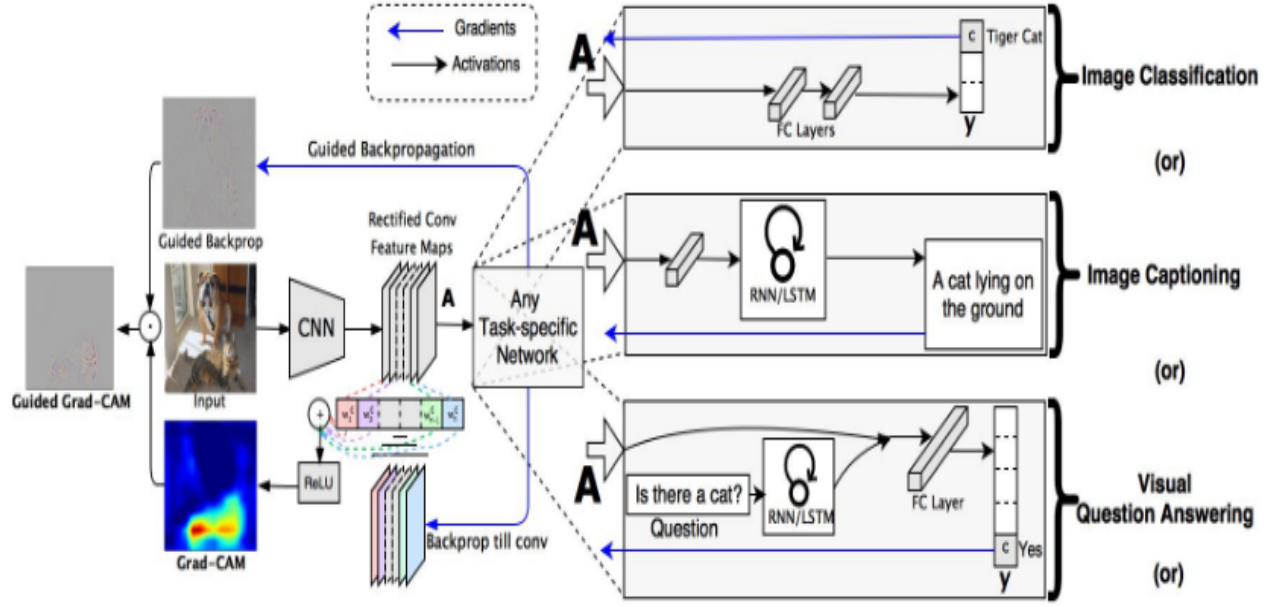 Gradients
Activations
Guided Backpropagation
Guided Backprop
Input
Guided Grad-CAM
Grad-CAM
CNN
Rectified Conv
Feature Maps
A
Any
Task-specific
Network
+
ReLU
Backprop till conv
A
FC Layers
c
Tiger Cat
y
Image Classification
(or)
A
RNN/LSTM
A cat lying on
the ground
Image Captioning
(or)
A
Is there a cat?
Question
RNN/LSTM
FC Layer
c
Yes
y
Visual
Question Answering
(or)